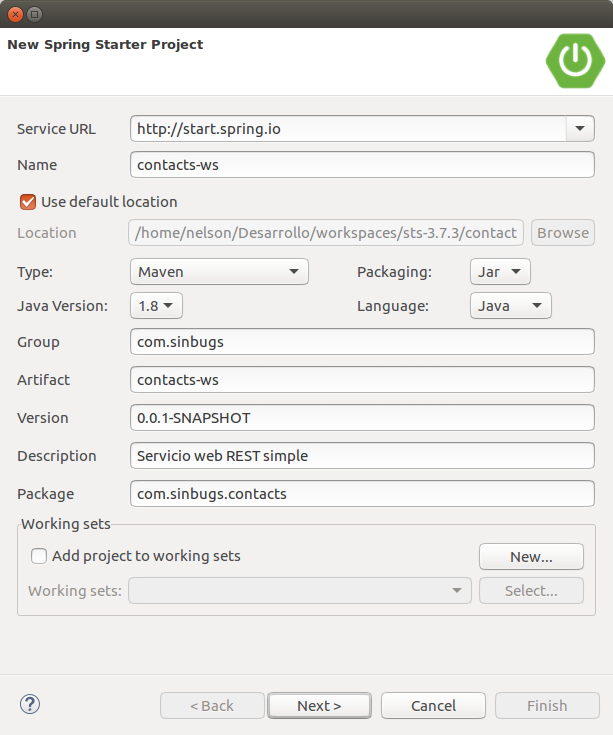 New Spring Starter Project
Service URL http://start.spring.io
Name contacts-ws
Use default location
Location /home/nelson/Desarrollo/workspaces/sts-3.7.3/contact Browse
Type: Maven Packaging: Jar
Java Version: 1.8 Language: Java
Group com.sinbugs
Artifact contacts-ws
Version 0.0.1-SNAPSHOT
Description Servicio web REST simple
Package com.sinbugs.contacts
Working sets
Add project to working sets New...
Working sets: Select...
? < Back Next > Cancel Finish